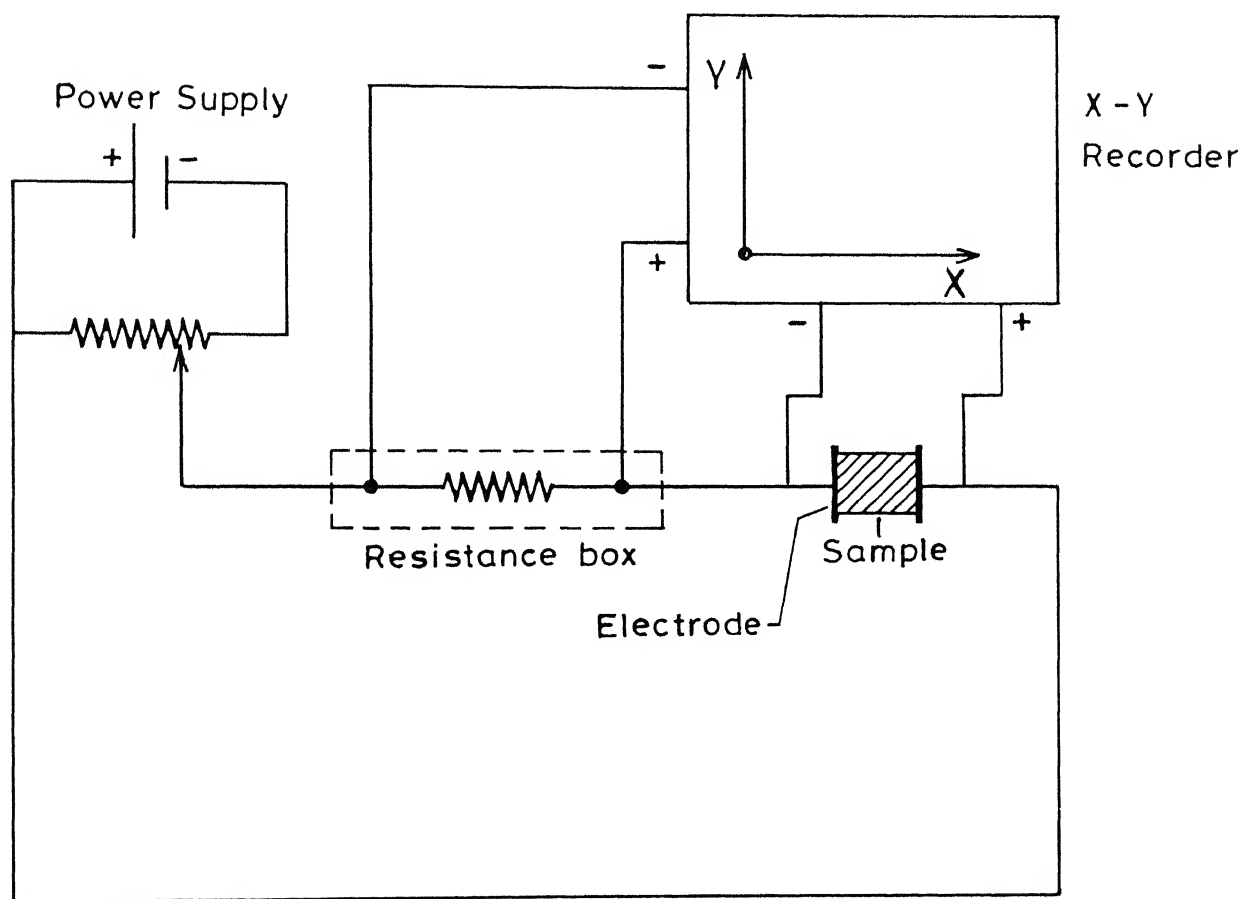 Power Supply
+ -
-
Y
X - Y
Recorder
+
X
- +
Resistance box
Sample
Electrode